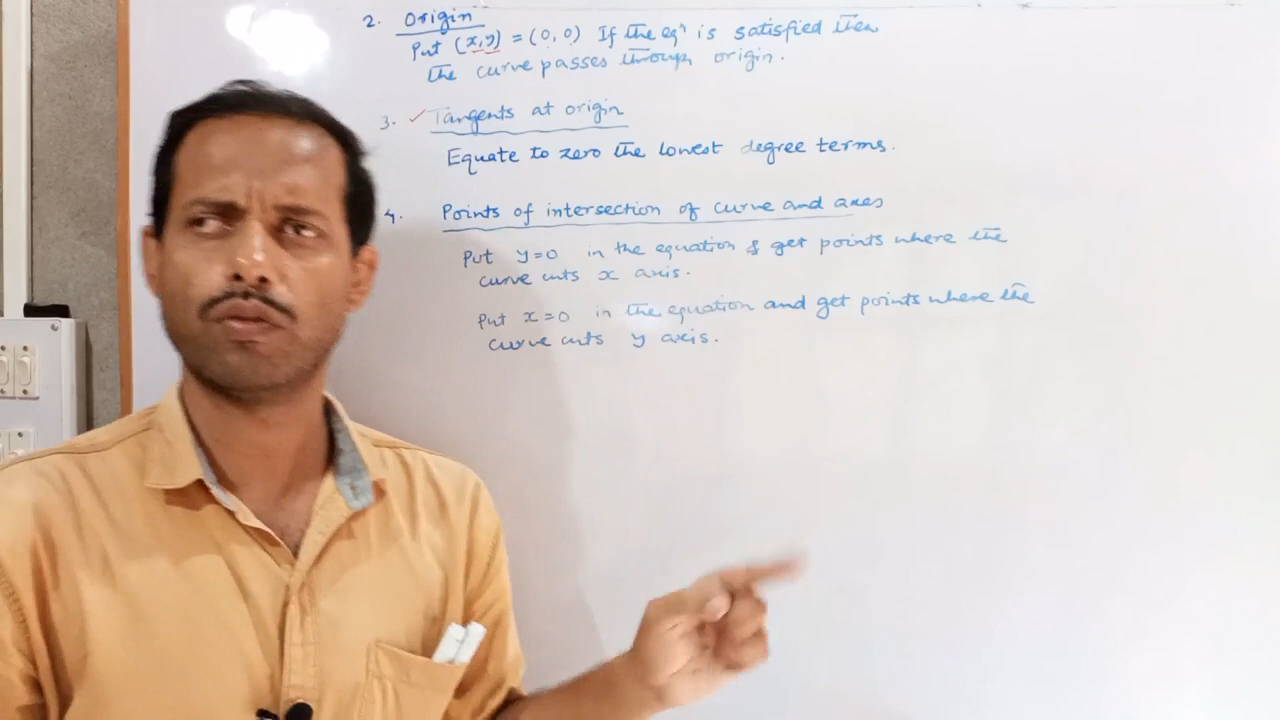 2. Origin
Put (x,y) = (0,0) If the eqn is satisfied then
the curve passes through origin.
3. ✓ Tangents at origin
Equate to zero the lowest degree terms.
4. Points of intersection of curve and axes
Put y=0 in the equation & get points where the
curve cuts x axis.
Put x=0 in the equation and get points where the
curve cuts y axis.